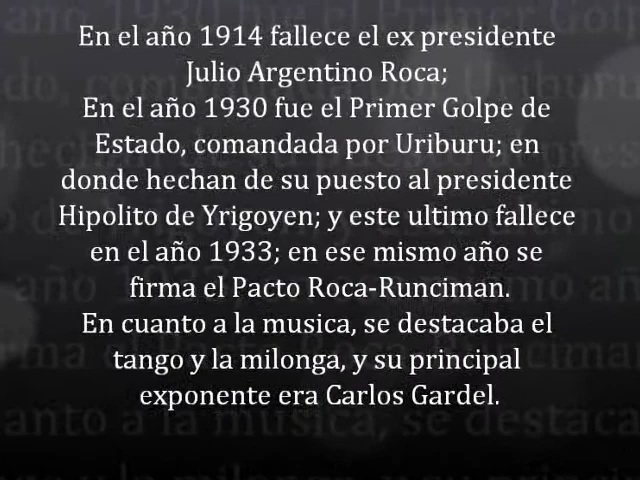 En el año 1914 fallece el ex presidente
Julio Argentino Roca;
En el año 1930 fue el Primer Golpe de
Estado, comandada por Uriburu; en
donde hechan de su puesto al presidente
Hipolito de Yrigoyen; y este ultimo fallece
en el año 1933; en ese mismo año se
firma el Pacto Roca-Runciman.
En cuanto a la musica, se destacaba el
tango y la milonga, y su principal
exponente era Carlos Gardel.